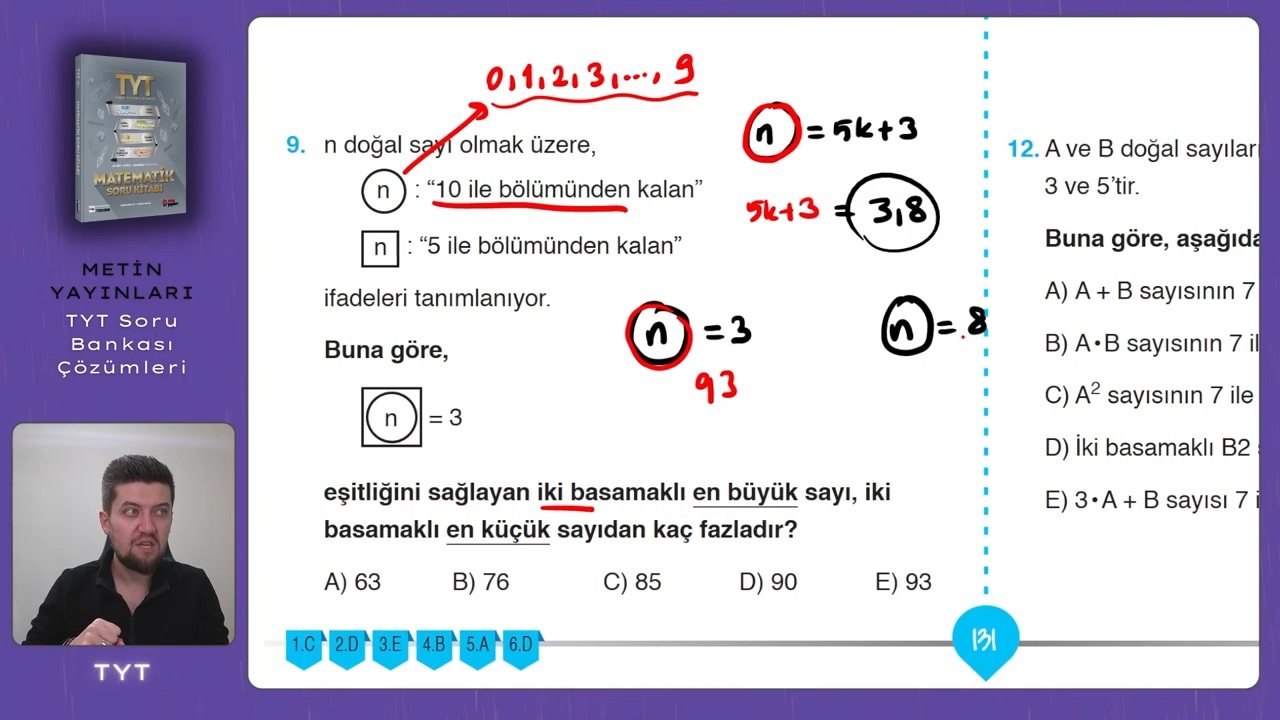 TYT
MATEMATİK
SORU KİTABI
METİN
YAYINLARI
TYT Soru
Bankası
Çözümleri
TYT
0, 1, 2, 3, ..., 9
9. n doğal sayı olmak üzere,
n : “10 ile bölümünden kalan”
n : “5 ile bölümünden kalan”
ifadeleri tanımlanıyor.
Buna göre,
n = 3
eşitliğini sağlayan iki basamaklı en büyük sayı, iki
basamaklı en küçük sayıdan kaç fazladır?
A) 63 B) 76 C) 85 D) 90 E) 93
n = 5k+3
5k+3 = 3,8
n = 3
93
n = 8
1.C 2.D 3.E 4.B 5.A 6.D
131
12. A ve B doğal sayıları
3 ve 5’tir.
Buna göre, aşağıda
A) A + B sayısının 7
B) A•B sayısının 7 il
C) A² sayısının 7 ile
D) İki basamaklı B2 s
E) 3•A + B sayısı 7 i